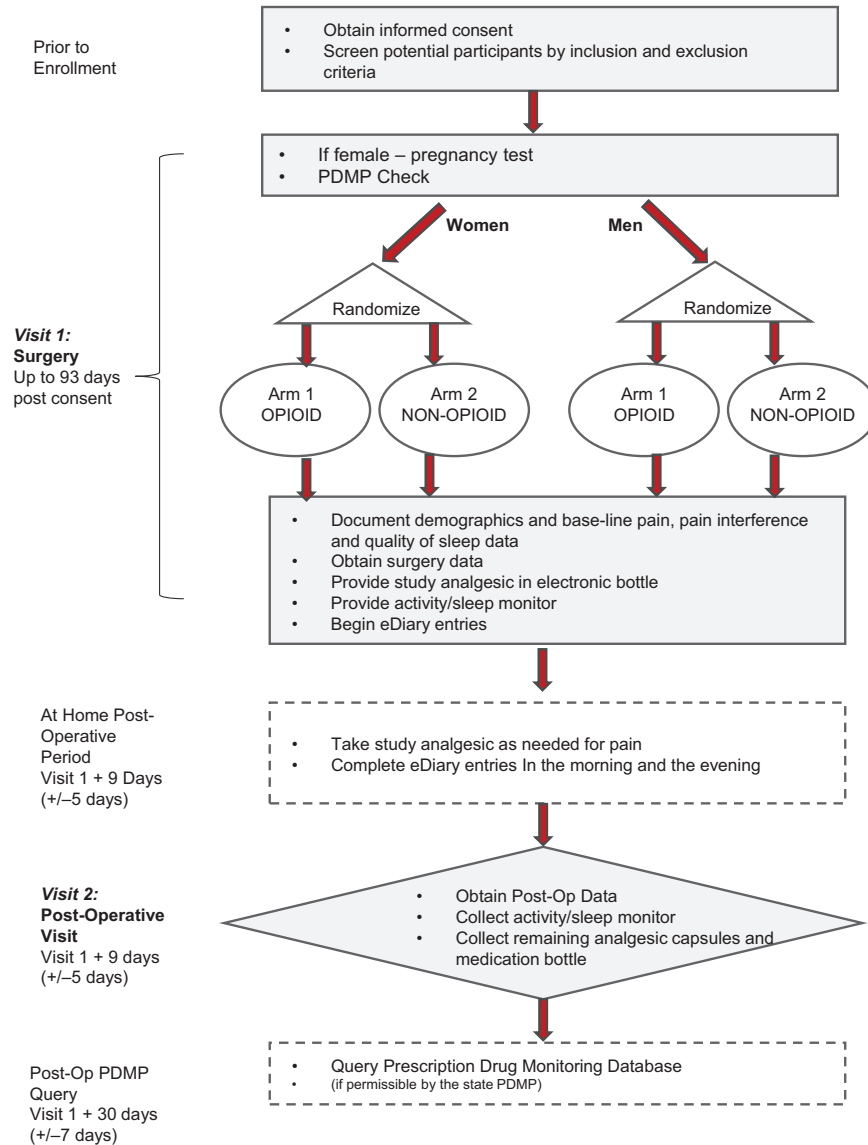 Prior to
Enrollment
• Obtain informed consent
• Screen potential participants by inclusion and exclusion
criteria
• If female – pregnancy test
• PDMP Check
Women
Men
Randomize
Randomize
Visit 1:
Surgery
Up to 93 days
post consent
Arm 1
OPIOID
Arm 2
NON-OPIOID
Arm 1
OPIOID
Arm 2
NON-OPIOID
• Document demographics and base-line pain, pain interference
and quality of sleep data
• Obtain surgery data
• Provide study analgesic in electronic bottle
• Provide activity/sleep monitor
• Begin eDiary entries
At Home Post-
Operative
Period
Visit 1 + 9 Days
(+/–5 days)
• Take study analgesic as needed for pain
• Complete eDiary entries In the morning and the evening
Visit 2:
Post-Operative
Visit
Visit 1 + 9 days
(+/–5 days)
• Obtain Post-Op Data
• Collect activity/sleep monitor
• Collect remaining analgesic capsules and
medication bottle
Post-Op PDMP
Query
Visit 1 + 30 days
(+/–7 days)
• Query Prescription Drug Monitoring Database
• (if permissible by the state PDMP)